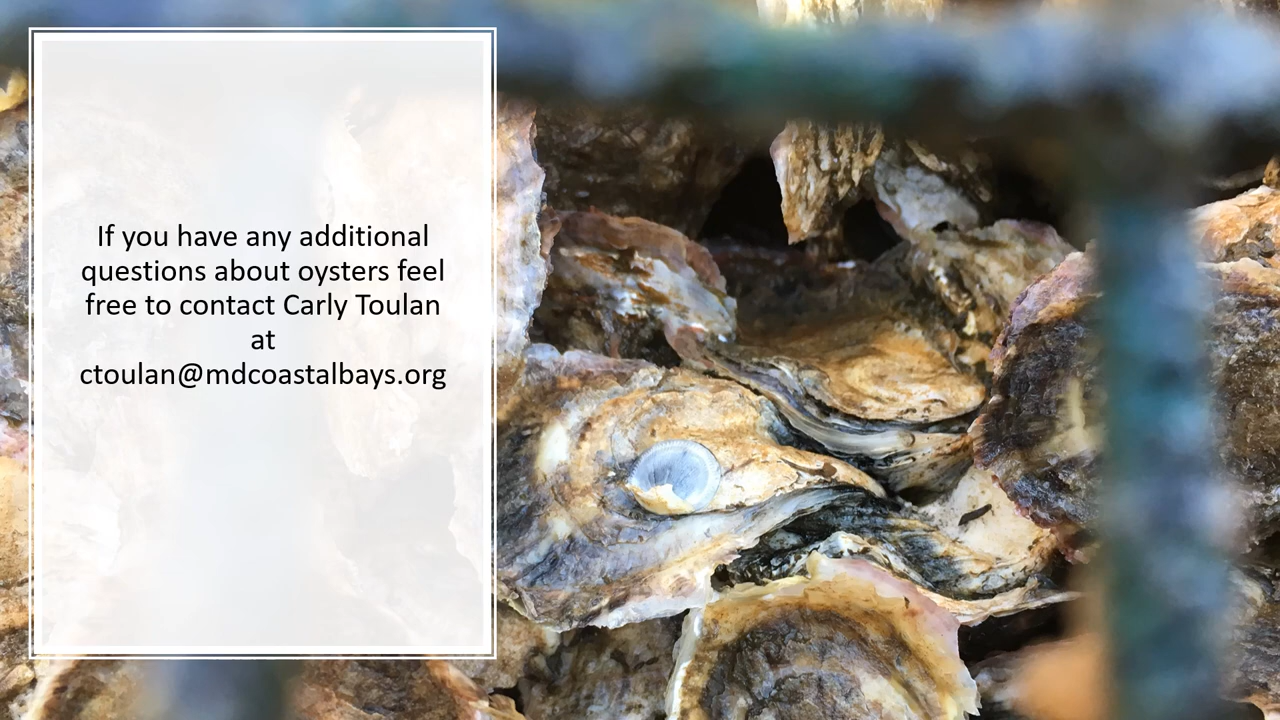 If you have any additional
questions about oysters feel
free to contact Carly Toulan
at
ctoulan@mdcoastalbays.org